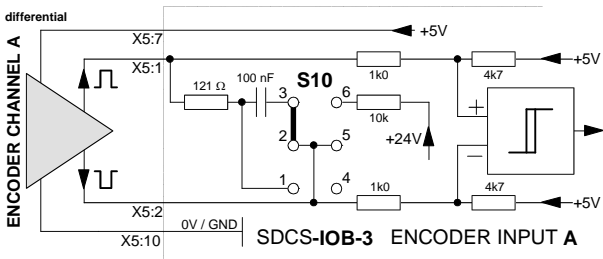 differential
ENCODER CHANNEL A
X5:7
+5V
X5:1
+5V
121 Ω
100 nF
S10
1k0
4k7
3
6
10k
+
+24V
2
5
−
1
4
1k0
4k7
X5:2
+5V
0V / GND
X5:10
SDCS-IOB-3 ENCODER INPUT A